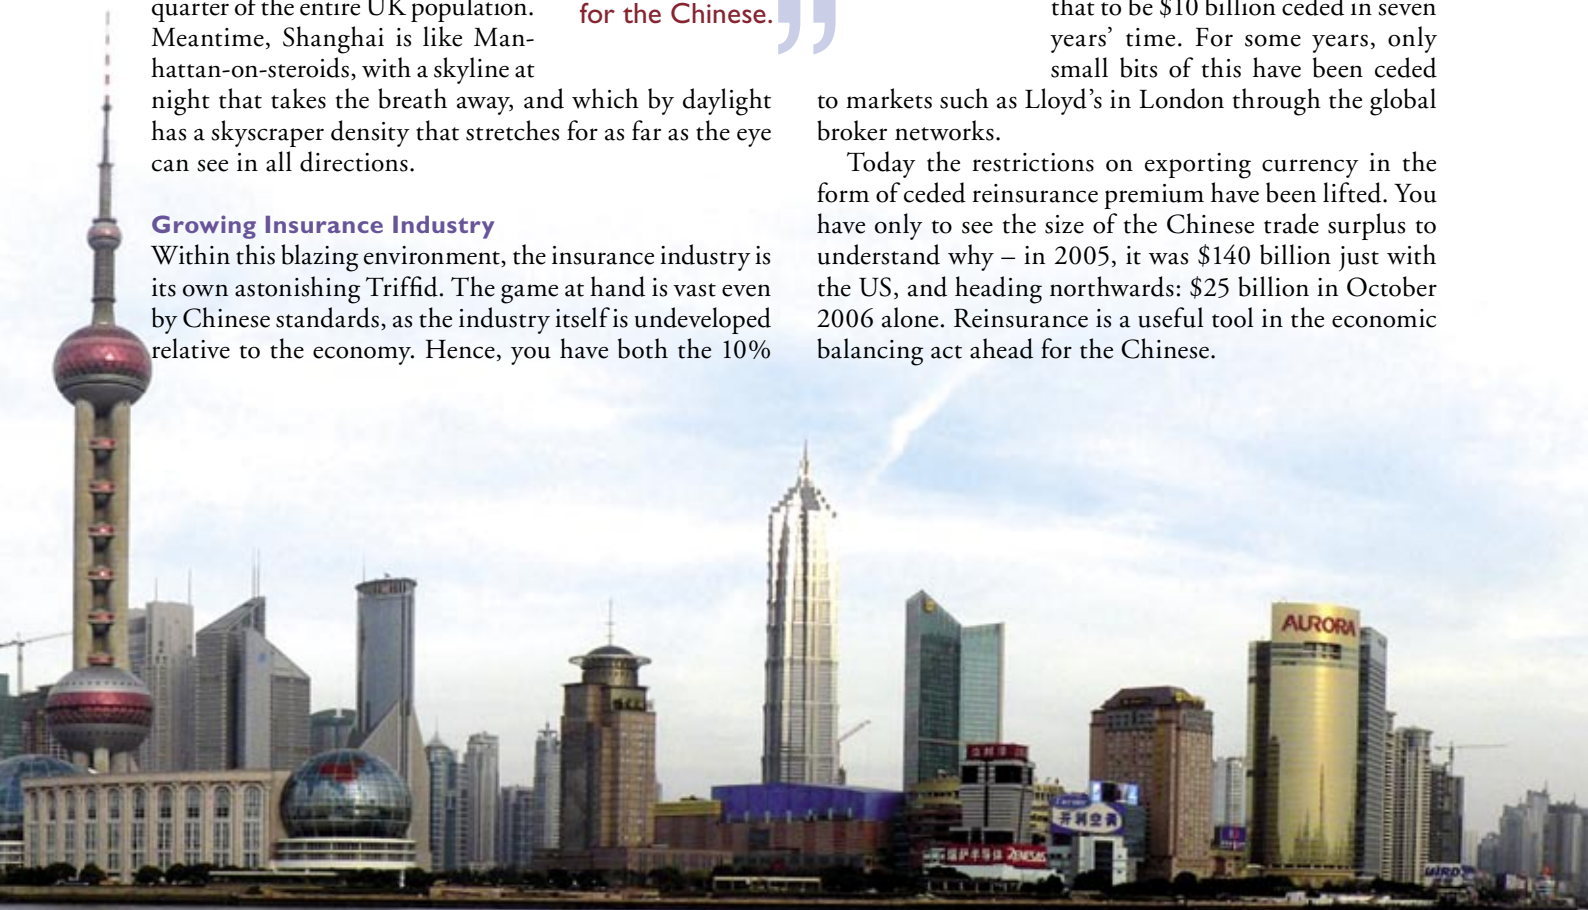 quarter of the entire UK population.
Meantime, Shanghai is like Man-
hattan-on-steroids, with a skyline at
night that takes the breath away, and which by daylight
has a skyscraper density that stretches for as far as the eye
can see in all directions.
Growing Insurance Industry
Within this blazing environment, the insurance industry is
its own astonishing Triffid. The game at hand is vast even
by Chinese standards, as the industry itself is undeveloped
relative to the economy. Hence, you have both the 10%
for the Chinese.”
that to be $10 billion ceded in seven
years’ time. For some years, only
small bits of this have been ceded
to markets such as Lloyd’s in London through the global
broker networks.
Today the restrictions on exporting currency in the
form of ceded reinsurance premium have been lifted. You
have only to see the size of the Chinese trade surplus to
understand why – in 2005, it was $140 billion just with
the US, and heading northwards: $25 billion in October
2006 alone. Reinsurance is a useful tool in the economic
balancing act ahead for the Chinese.
AURORA
开利空调
RENESAS